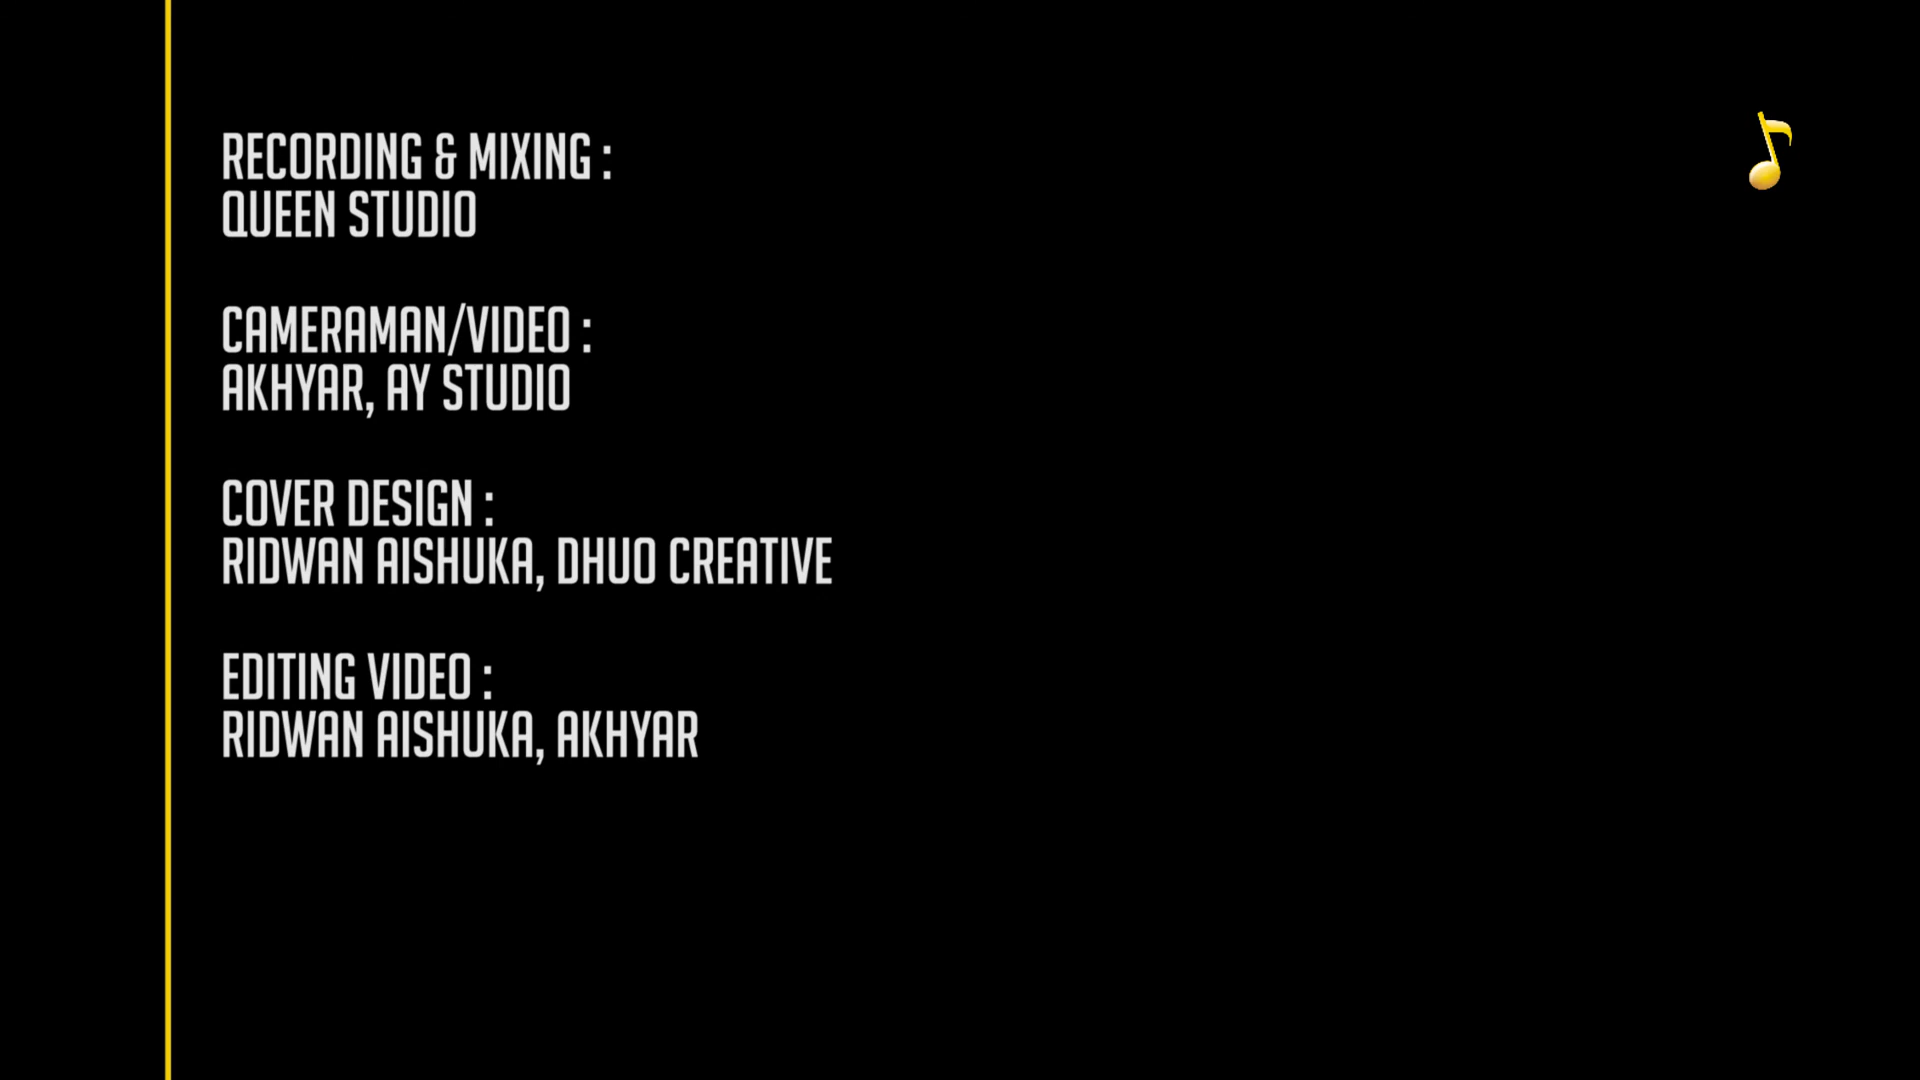 RECORDING & MIXING :
QUEEN STUDIO
CAMERAMAN/VIDEO :
AKHYAR, AY STUDIO
COVER DESIGN :
RIDWAN AISHUKA, DHUO CREATIVE
EDITING VIDEO :
RIDWAN AISHUKA, AKHYAR